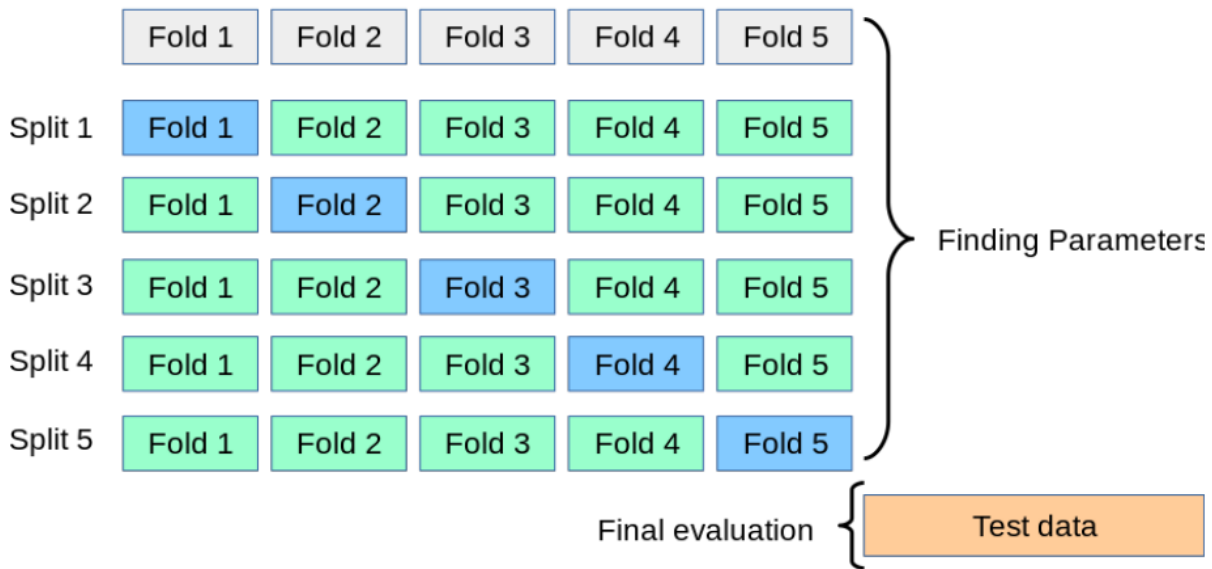 Fold 1 Fold 2 Fold 3 Fold 4 Fold 5
Split 1 Fold 1 Fold 2 Fold 3 Fold 4 Fold 5
Split 2 Fold 1 Fold 2 Fold 3 Fold 4 Fold 5
Finding Parameters
Split 3 Fold 1 Fold 2 Fold 3 Fold 4 Fold 5
Split 4 Fold 1 Fold 2 Fold 3 Fold 4 Fold 5
Split 5 Fold 1 Fold 2 Fold 3 Fold 4 Fold 5
Final evaluation Test data